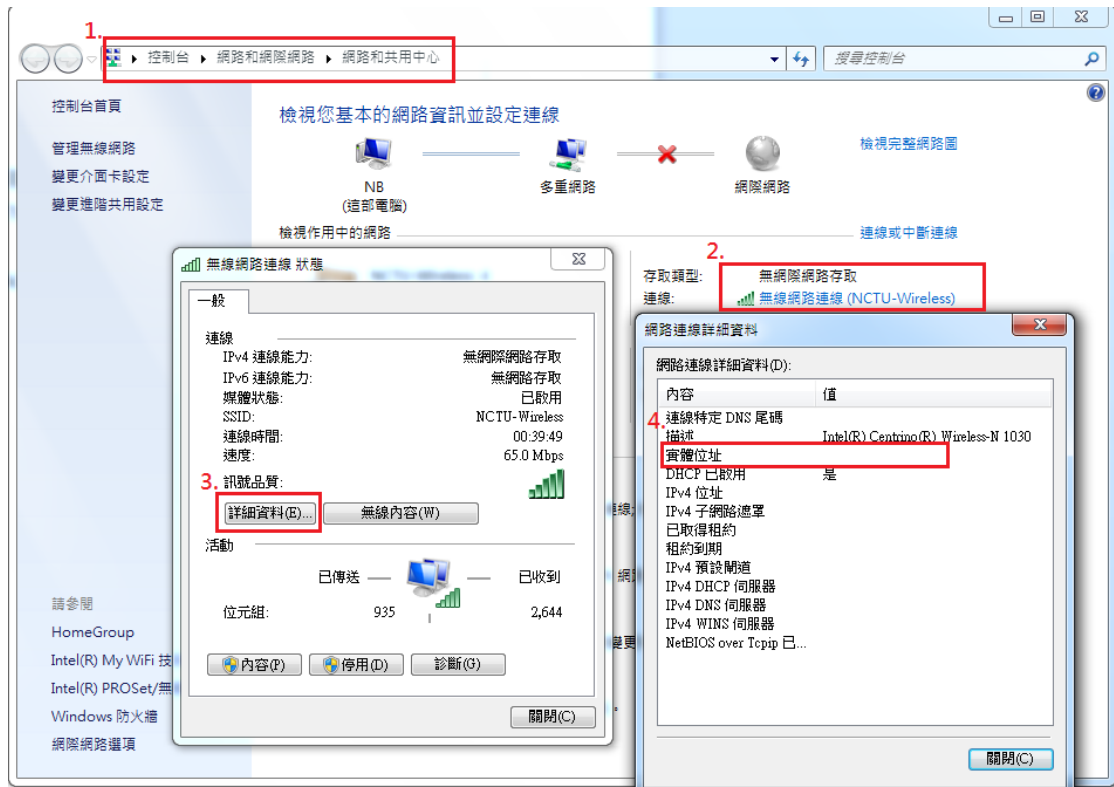 1.
控制台 網路和網際網路 網路和共用中心
搜尋控制台
控制台首頁
管理無線網路
變更介面卡設定
變更進階共用設定
檢視您基本的網路資訊並設定連線
檢視完整網路圖
NB
(這部電腦)
多重網路
網際網路
檢視作用中的網路
連線或中斷連線
2.
存取類型: 無網際網路存取
連線: 無線網路連線 (NCTU-Wireless)
無線網路連線 狀態
一般
連線
IPv4 連線能力: 無網際網路存取
IPv6 連線能力: 無網路存取
媒體狀態: 已啟用
SSID: NCTU-Wireless
連線時間: 00:39:49
速度: 65.0 Mbps
3. 訊號品質:
詳細資料(E)... 無線內容(W)
活動
已傳送 已收到
位元組: 935 2,644
內容(P) 停用(D) 診斷(G)
關閉(C)
網路連線詳細資料
網路連線詳細資料(D):
內容 值
連線特定 DNS 尾碼
4.
描述 Intel(R) Centrino(R) Wireless-N 1030
實體位址
DHCP 已啟用 是
IPv4 位址
IPv4 子網路遮罩
已取得租約
租約到期
IPv4 預設閘道
IPv4 DHCP 伺服器
IPv4 DNS 伺服器
IPv4 WINS 伺服器
NetBIOS over Tcpip 已...
關閉(C)
請參閱
HomeGroup
Intel(R) My WiFi 技
Intel(R) PROSet/無
Windows 防火牆
網際網路選項